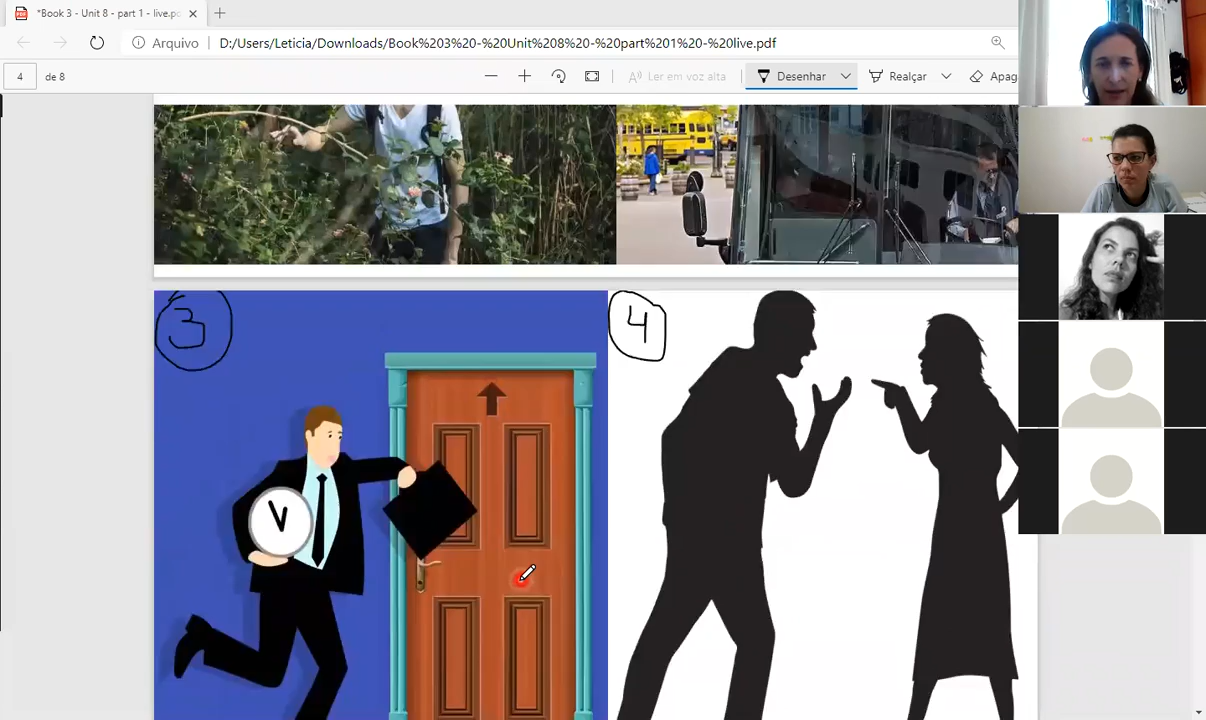 *Book 3 - Unit 8 - part 1 - live.pd
Arquivo D:/Users/Leticia/Downloads/Book%203%20-%20Unit%208%20-%20part%201%20-%20live.pdf
4 de 8 Ler em voz alta Desenhar Realçar Apag
3 4